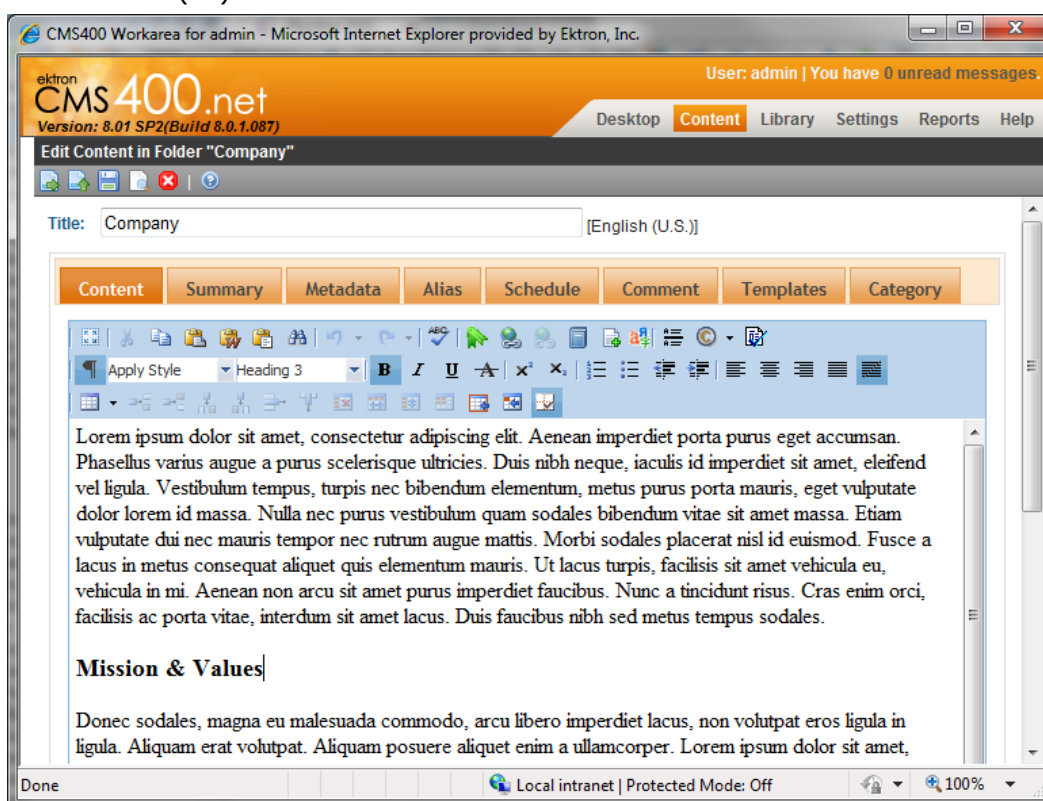 CMS400 Workarea for admin - Microsoft Internet Explorer provided by Ektron, Inc.
User: admin | You have 0 unread messages.
ektron
CMS400.net
Version: 8.01 SP2(Build 8.0.1.087)
Desktop Content Library Settings Reports Help
Edit Content in Folder "Company"
Title: Company [English (U.S.)]
Content Summary Metadata Alias Schedule Comment Templates Category
ABC
Apply Style Heading 3 B I U A x² x₂
Lorem ipsum dolor sit amet, consectetur adipiscing elit. Aenean imperdiet porta purus eget accumsan.
Phasellus varius augue a purus scelerisque ultricies. Duis nibh neque, iaculis id imperdiet sit amet, eleifend
vel ligula. Vestibulum tempus, turpis nec bibendum elementum, metus purus porta mauris, eget vulputate
dolor lorem id massa. Nulla nec purus vestibulum quam sodales bibendum vitae sit amet massa. Etiam
vulputate dui nec mauris tempor nec rutrum augue mattis. Morbi sodales placerat nisl id euismod. Fusce a
lacus in metus consequat aliquet quis elementum mauris. Ut lacus turpis, facilisis sit amet vehicula eu,
vehicula in mi. Aenean non arcu sit amet purus imperdiet faucibus. Nunc a tincidunt risus. Cras enim orci,
facilisis ac porta vitae, interdum sit amet lacus. Duis faucibus nibh sed metus tempus sodales.
Mission & Values
Donec sodales, magna eu malesuada commodo, arcu libero imperdiet lacus, non volutpat eros ligula in
ligula. Aliquam erat volutpat. Aliquam posuere aliquet enim a ullamcorper. Lorem ipsum dolor sit amet,
Done Local intranet | Protected Mode: Off 100%